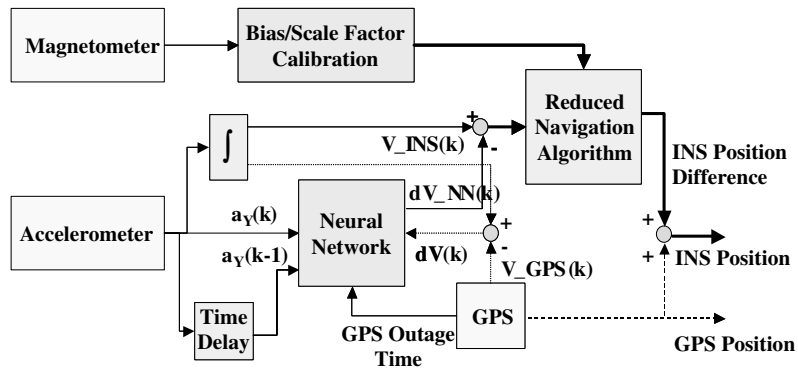 Magnetometer
Bias/Scale Factor
Calibration
Reduced
Navigation
Algorithm
∫
+
-
V_INS(k)
INS Position
Difference
dV_NN(k)
Neural
Network
Accelerometer
a_Y(k)
a_Y(k-1)
+
-
dV(k)
V_GPS(k)
+
+
INS Position
Time
Delay
GPS Outage
Time
GPS
GPS Position